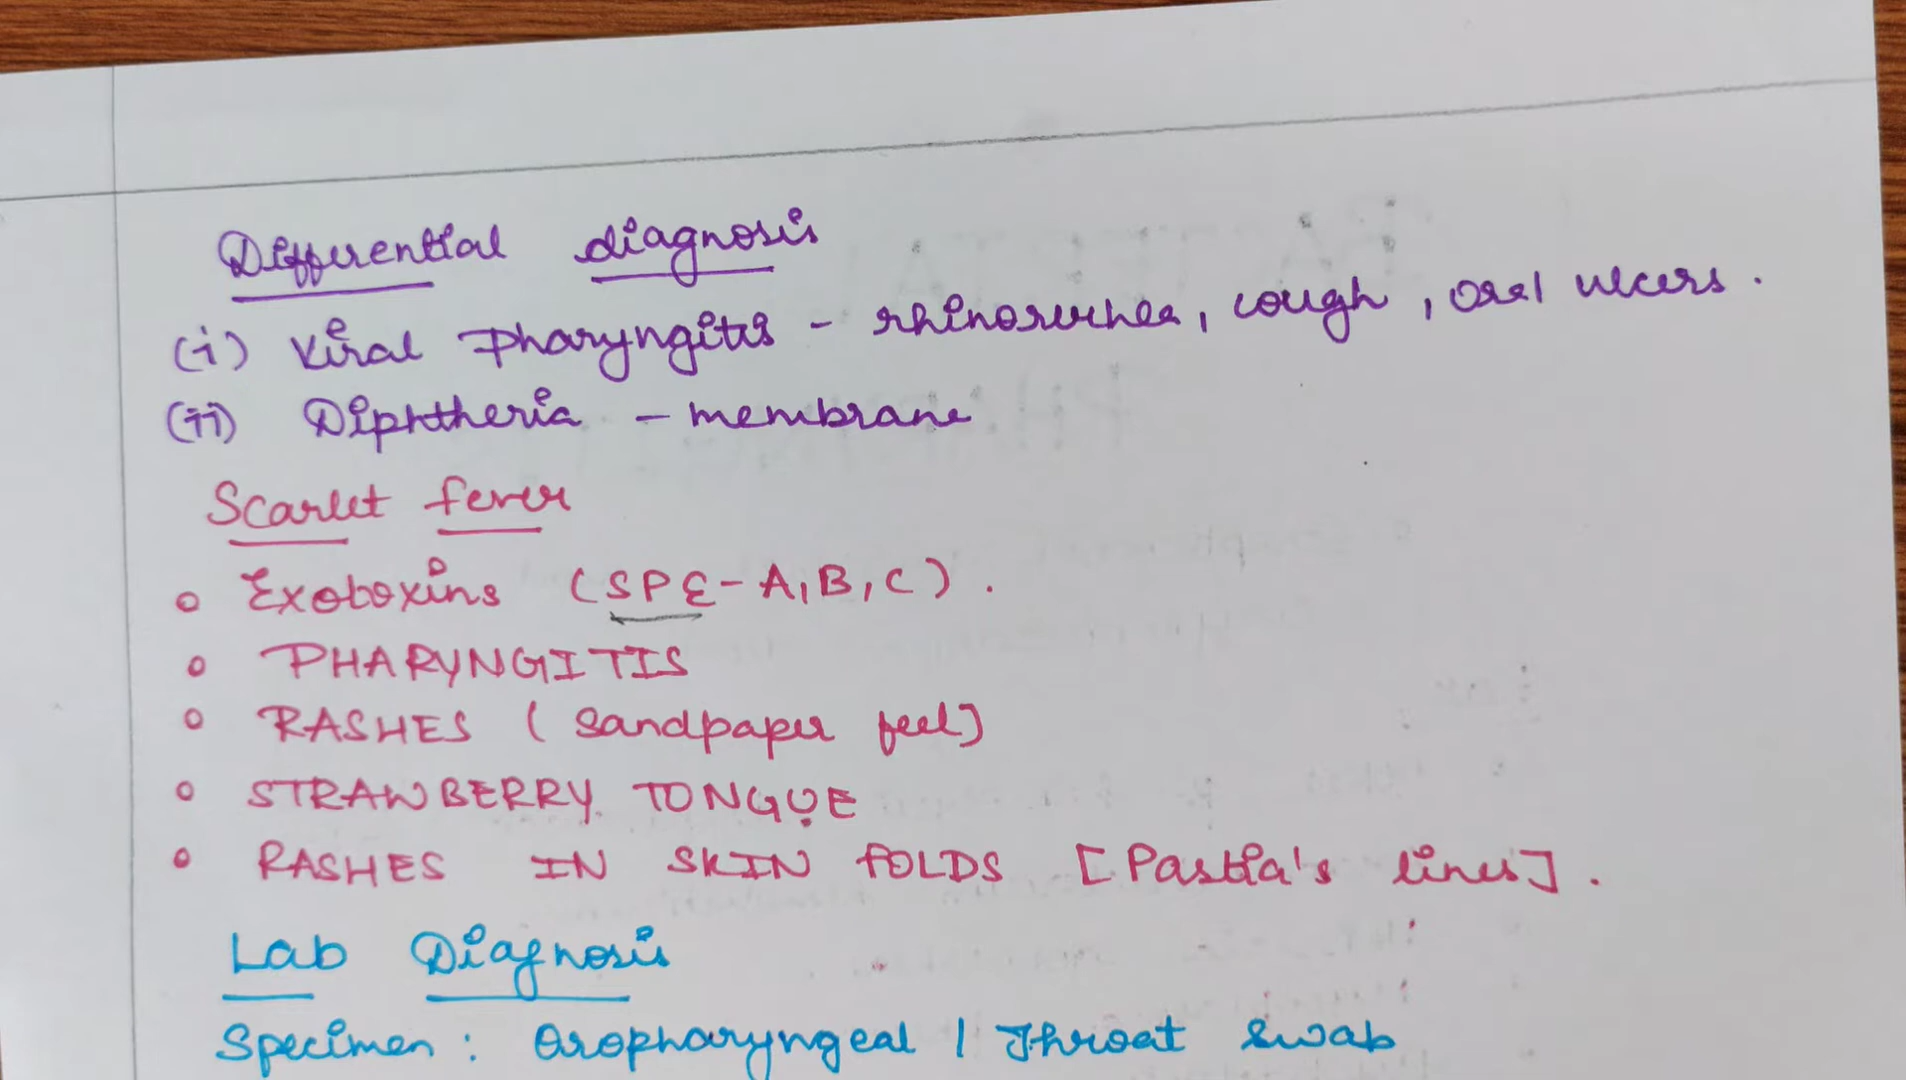 Differential diagnosis
(i) Viral Pharyngitis - rhinorrhea, cough, oral ulcers.
(ii) Diphtheria - membrane
Scarlet fever
o Exotoxins (SPE-A,B,C).
o PHARYNGITIS
o RASHES (sandpaper feel]
o STRAWBERRY TONGUE
o RASHES IN SKIN FOLDS [Pastia's lines].
Lab Diagnosis
Specimen: Oropharyngeal / Throat swab